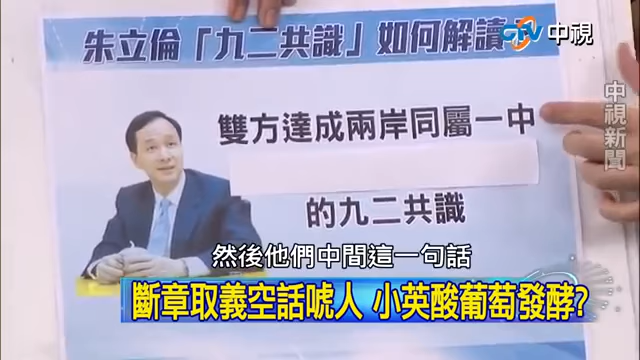 朱立倫「九二共識」如何解讀
CTV中視
中視新聞
雙方達成兩岸同屬一中
的九二共識
然後他們中間這一句話
斷章取義空話唬人 小英酸葡萄發酵?